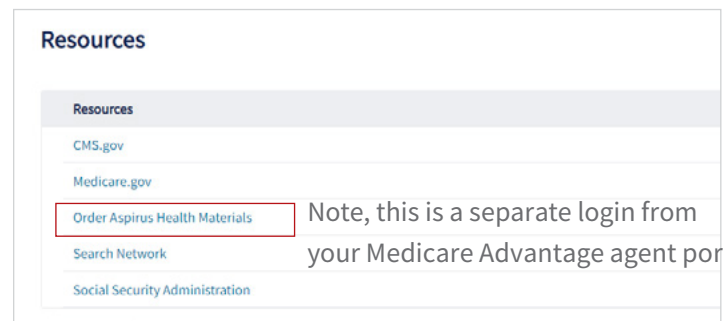 Resources
Resources
CMS.gov
Medicare.gov
Order Aspirus Health Materials
Note, this is a separate login from
Search Network
your Medicare Advantage agent por
Social Security Administration